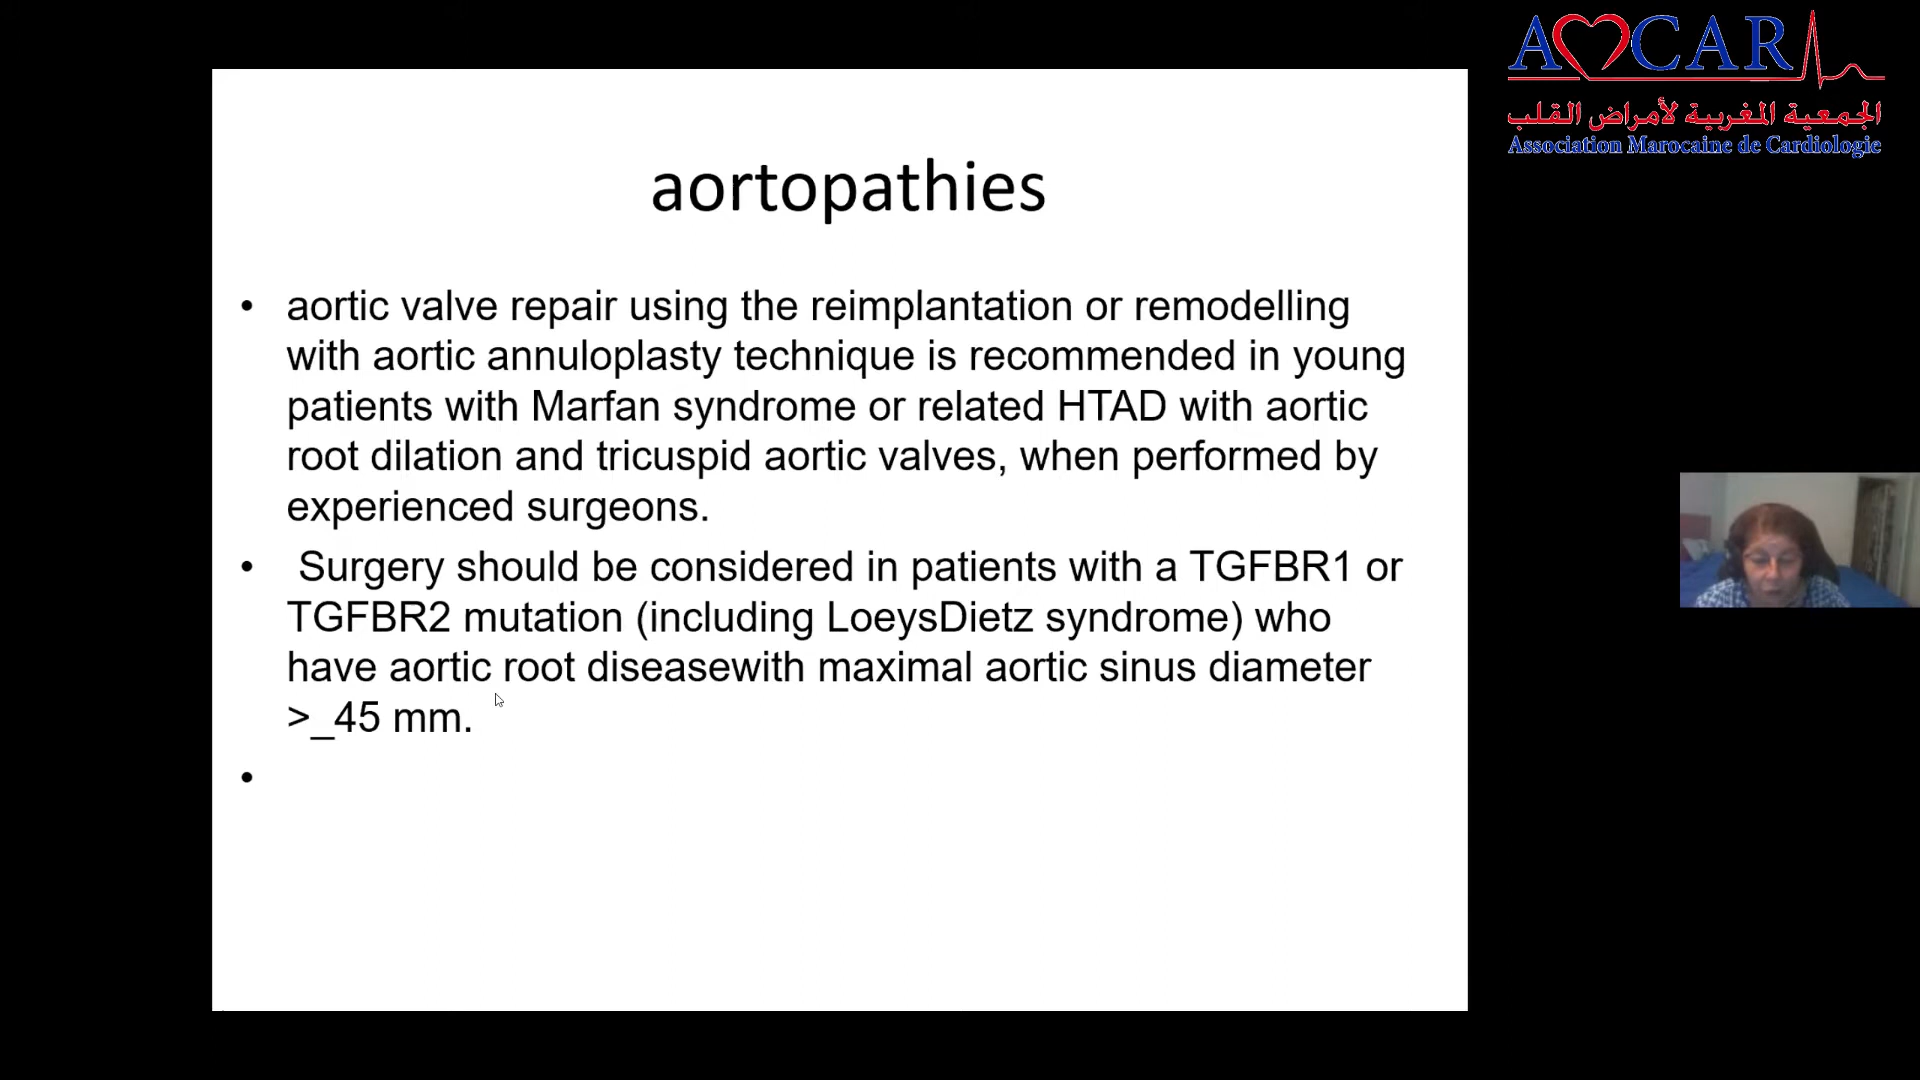 AMCAR
الجمعية المغربية لأمراض القلب
Association Marocaine de Cardiologie
aortopathies
• aortic valve repair using the reimplantation or remodelling
with aortic annuloplasty technique is recommended in young
patients with Marfan syndrome or related HTAD with aortic
root dilation and tricuspid aortic valves, when performed by
experienced surgeons.
• Surgery should be considered in patients with a TGFBR1 or
TGFBR2 mutation (including LoeysDietz syndrome) who
have aortic root diseasewith maximal aortic sinus diameter
>_45 mm.
•